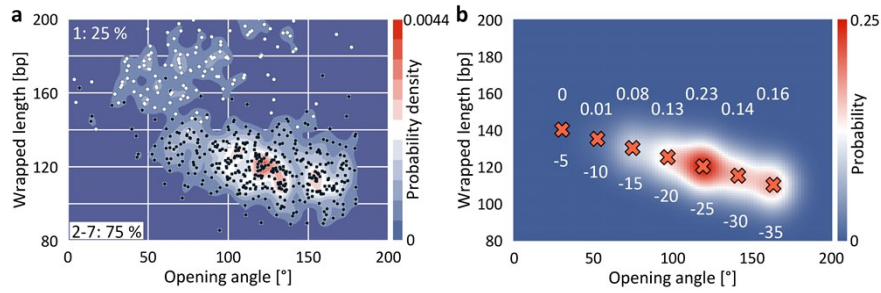 a
1: 25 %
2-7: 75 %
Wrapped length [bp]
200
180
160
140
120
100
80
0
50
100
150
200
Opening angle [°]
0.0044
Probability density
0
b
Wrapped length [bp]
200
180
160
140
120
100
80
0 0.01 0.08 0.13 0.23 0.14 0.16
-5 -10 -15 -20 -25 -30 -35
0
50
100
150
200
Opening angle [°]
0.25
Probability
0